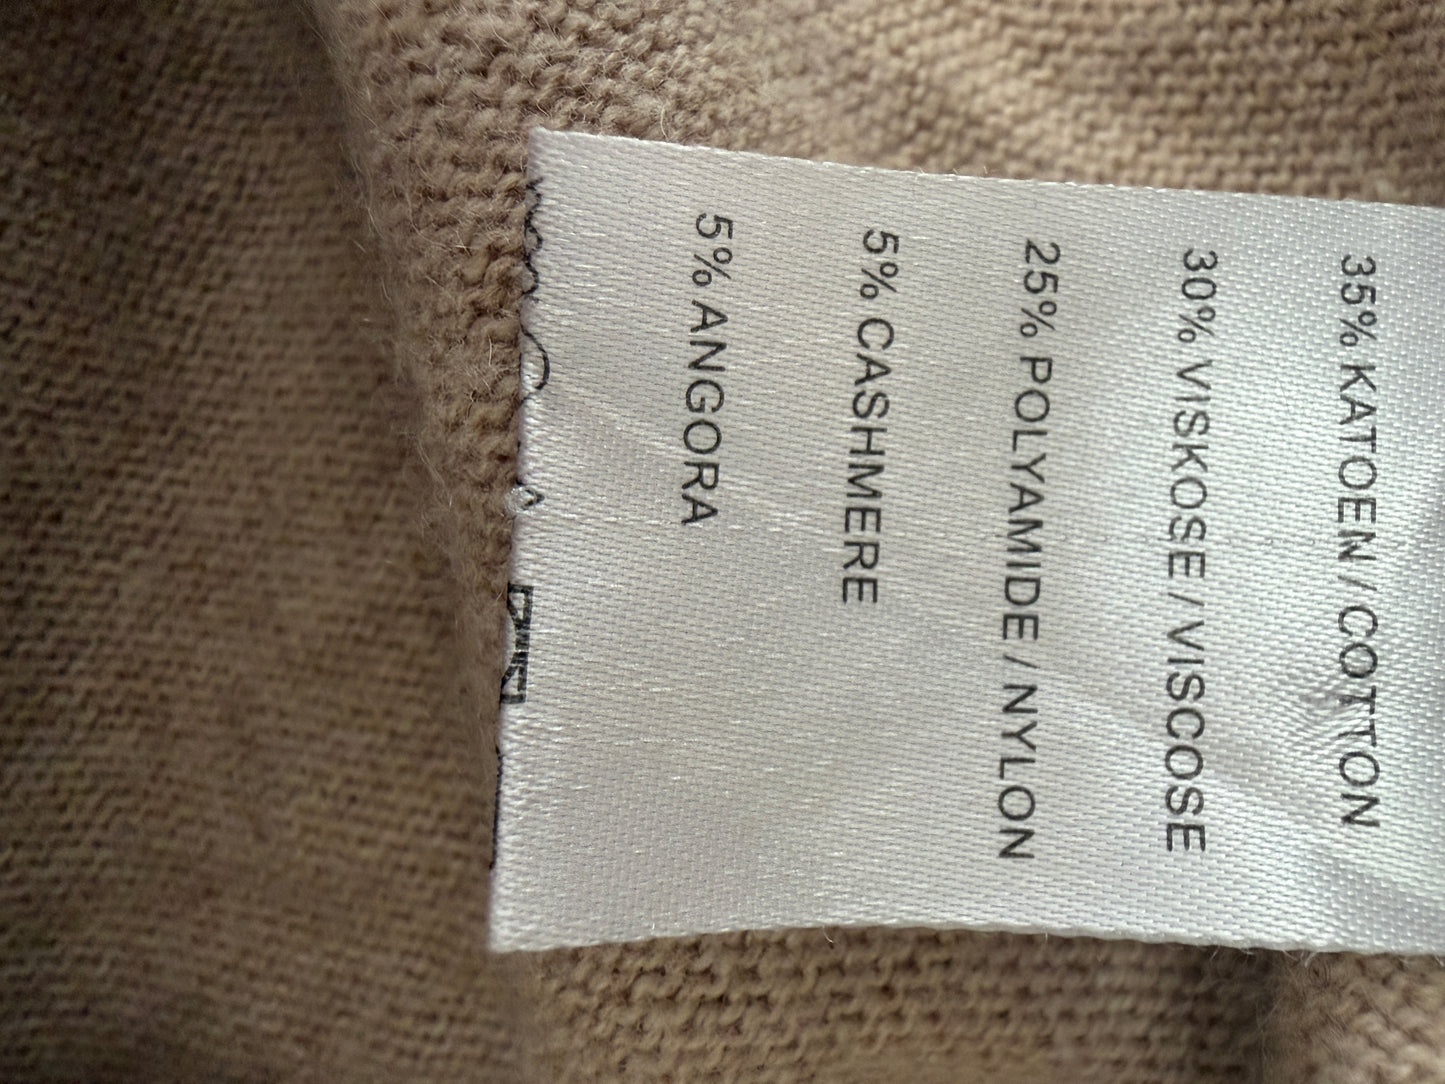 35% KATOEN / COTTON
30% VISKOSE / VISCOSE
25% POLYAMIDE / NYLON
5% CASHMERE
5% ANGORA